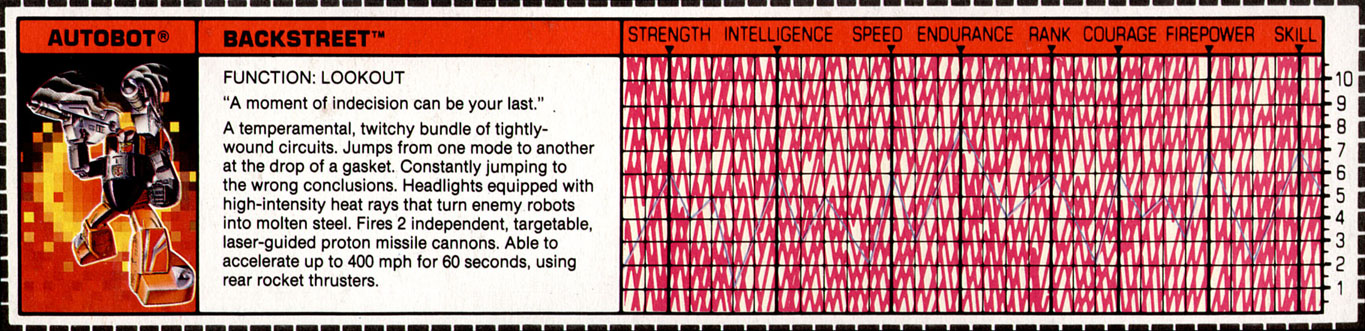 AUTOBOT®
BACKSTREET™
FUNCTION: LOOKOUT
“A moment of indecision can be your last.”
A temperamental, twitchy bundle of tightly-
wound circuits. Jumps from one mode to another
at the drop of a gasket. Constantly jumping to
the wrong conclusions. Headlights equipped with
high-intensity heat rays that turn enemy robots
into molten steel. Fires 2 independent, targetable,
laser-guided proton missile cannons. Able to
accelerate up to 400 mph for 60 seconds, using
rear rocket thrusters.
STRENGTH INTELLIGENCE SPEED ENDURANCE RANK COURAGE FIREPOWER SKILL
10
9
8
7
6
5
4
3
2
1